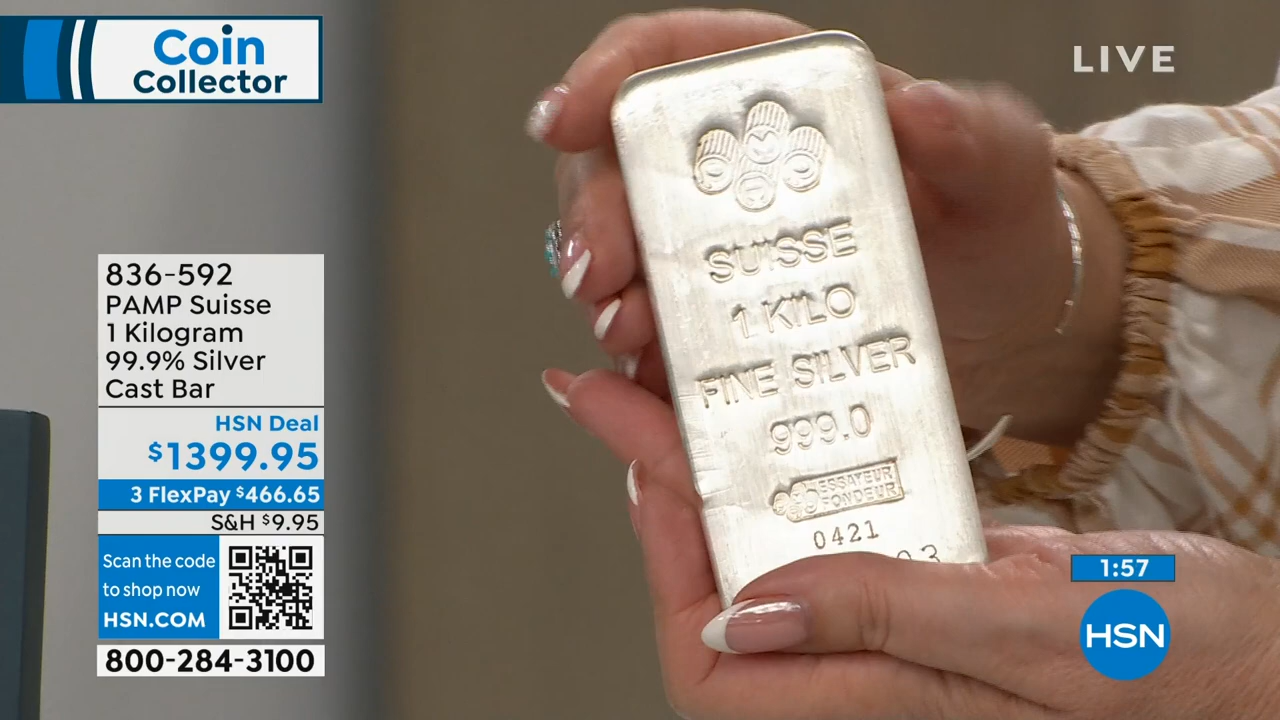 Coin
Collector
LIVE
836-592
PAMP Suisse
1 Kilogram
99.9% Silver
Cast Bar
HSN Deal
$1399.95
3 FlexPay $466.65
S&H $9.95
Scan the code
to shop now
HSN.COM
800-284-3100
SUISSE
1 KILO
FINE SILVER
999.0
ESSAYEUR
FONDEUR
0421
03
1:57
HSN